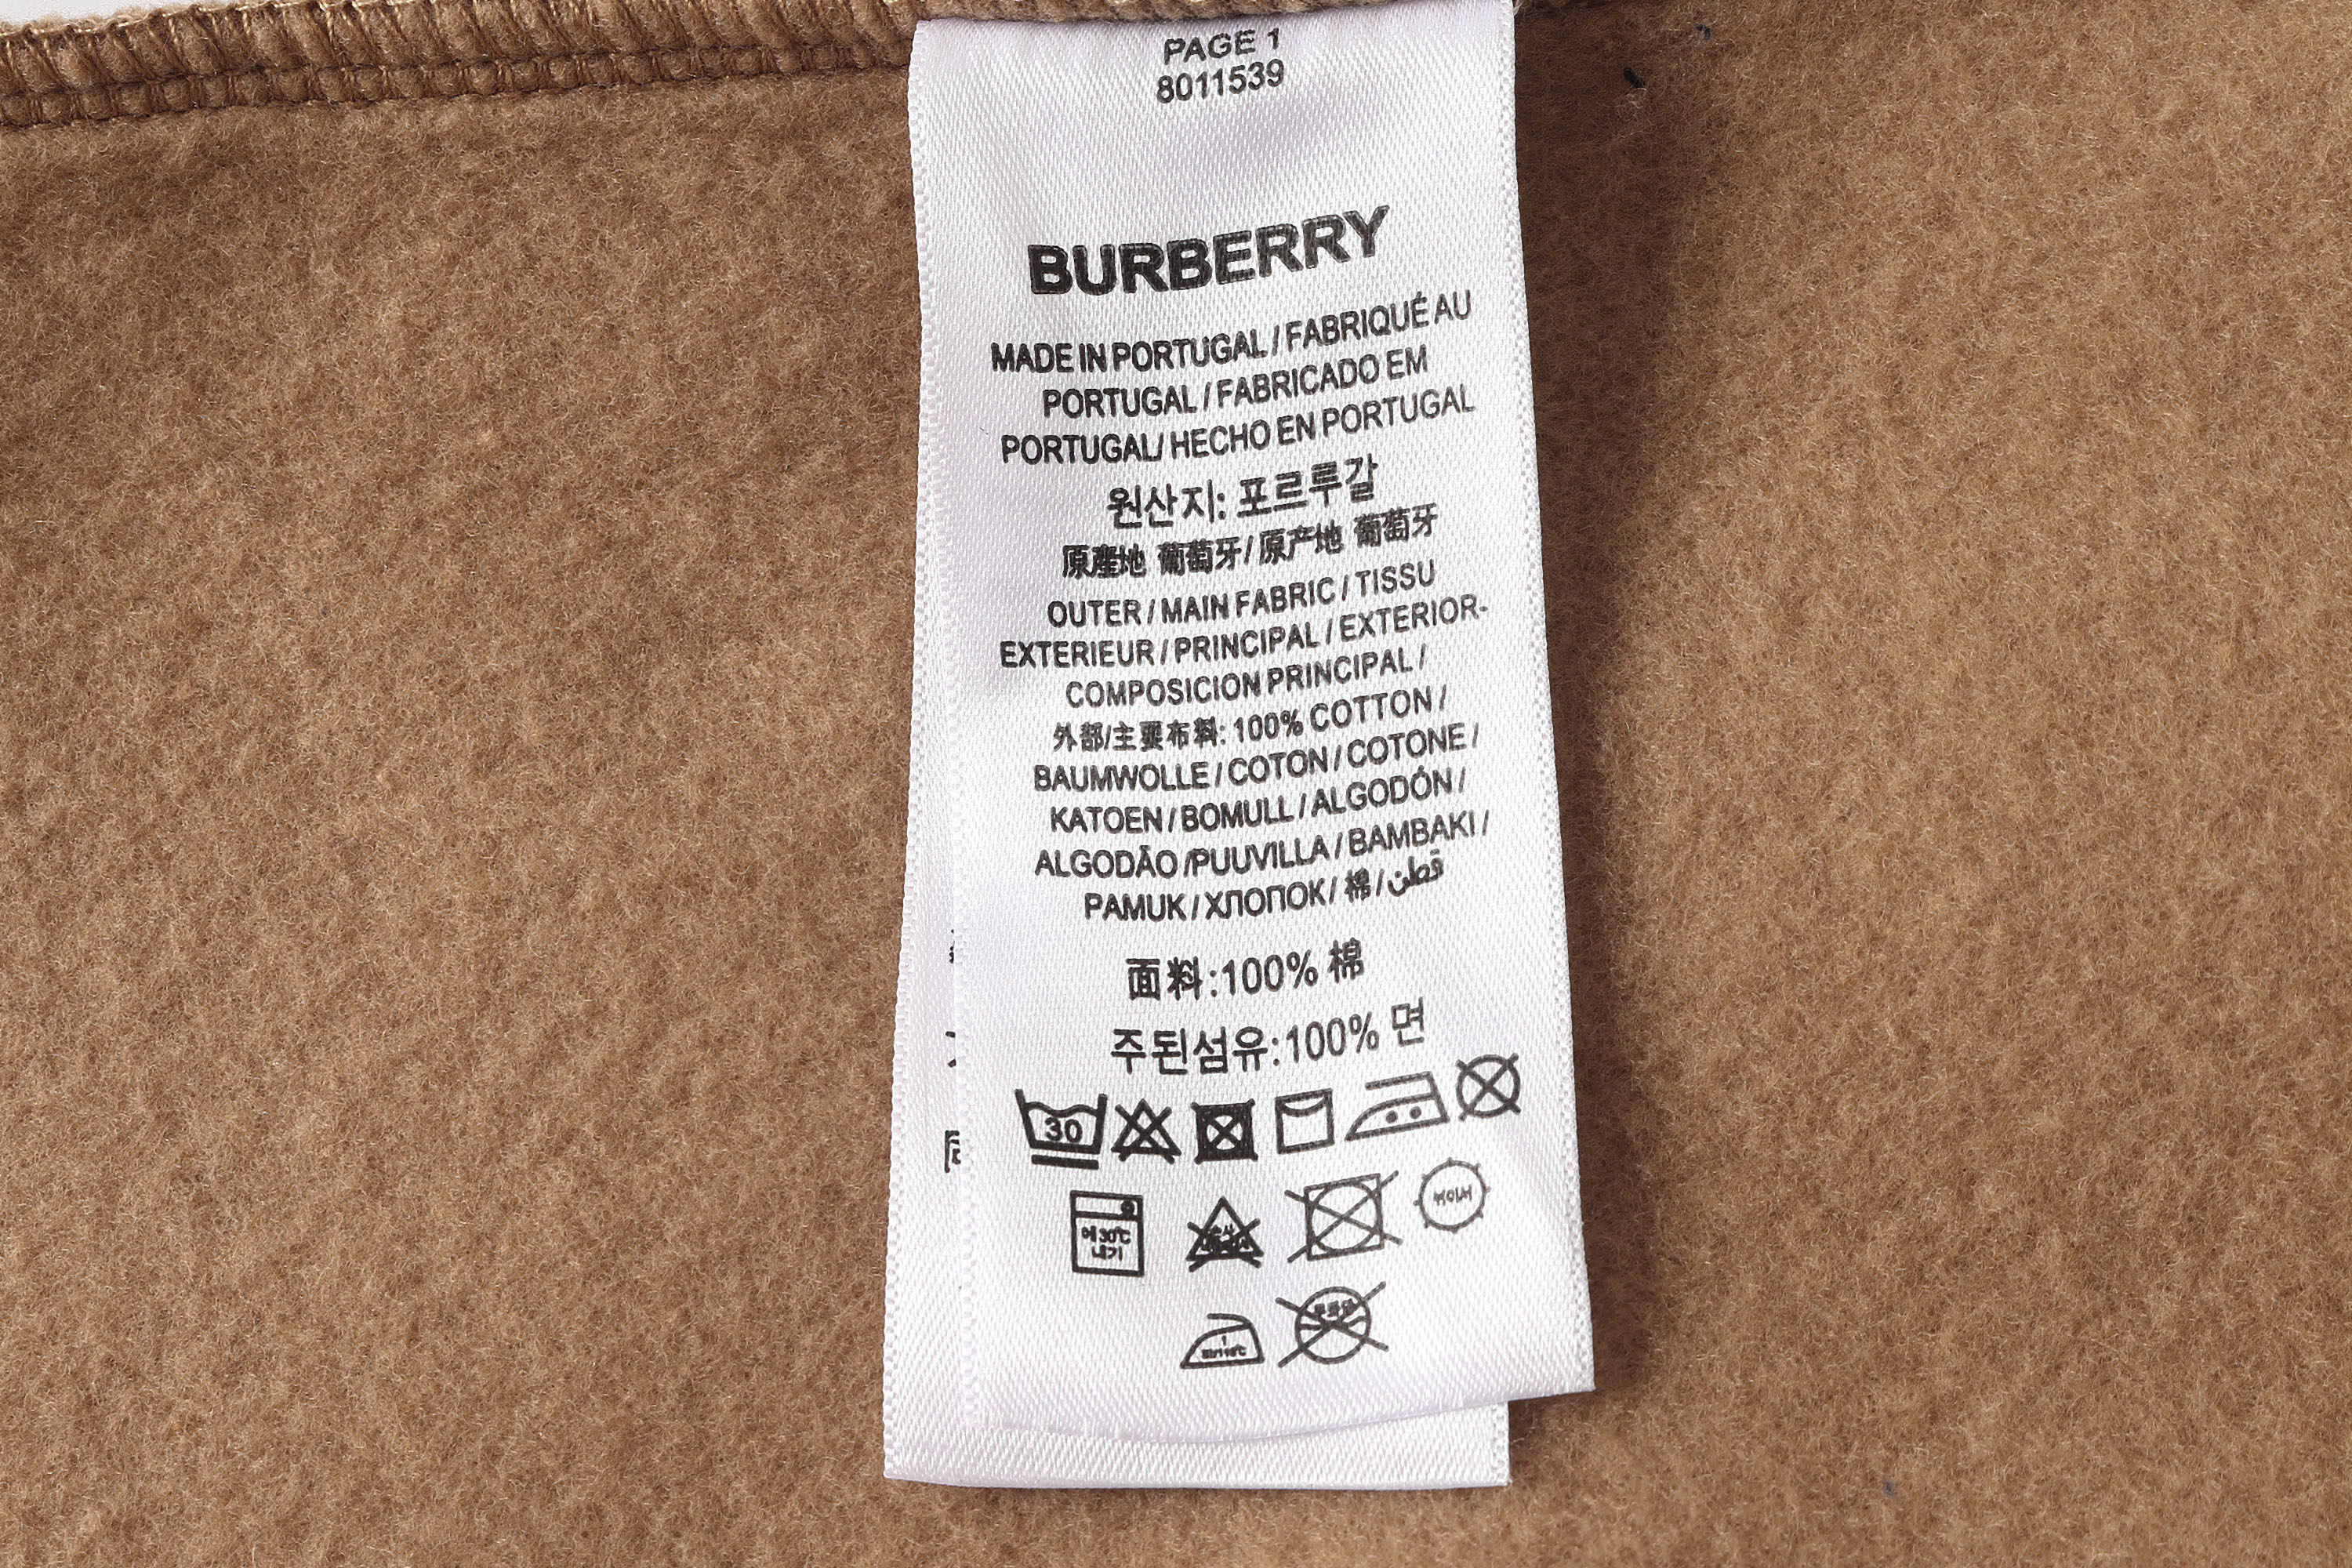 PAGE 1
8011539
BURBERRY
MADE IN PORTUGAL / FABRIQUÉ AU
PORTUGAL / FABRICADO EM
PORTUGAL/ HECHO EN PORTUGAL
원산지: 포르루갈
原產地 葡萄牙/ 原产地 葡萄牙
OUTER / MAIN FABRIC / TISSU
EXTERIEUR / PRINCIPAL / EXTERIOR-
COMPOSICION PRINCIPAL /
外部/主要布料: 100% COTTON /
BAUMWOLLE / COTON / COTONE /
KATOEN / BOMULL / ALGODÓN /
ALGODÃO /PUUVILLA / BAMBAKI /
PAMUK / ХЛОПОК/ 棉 / قطن
面料:100% 棉
주된섬유:100% 면
30
30℃